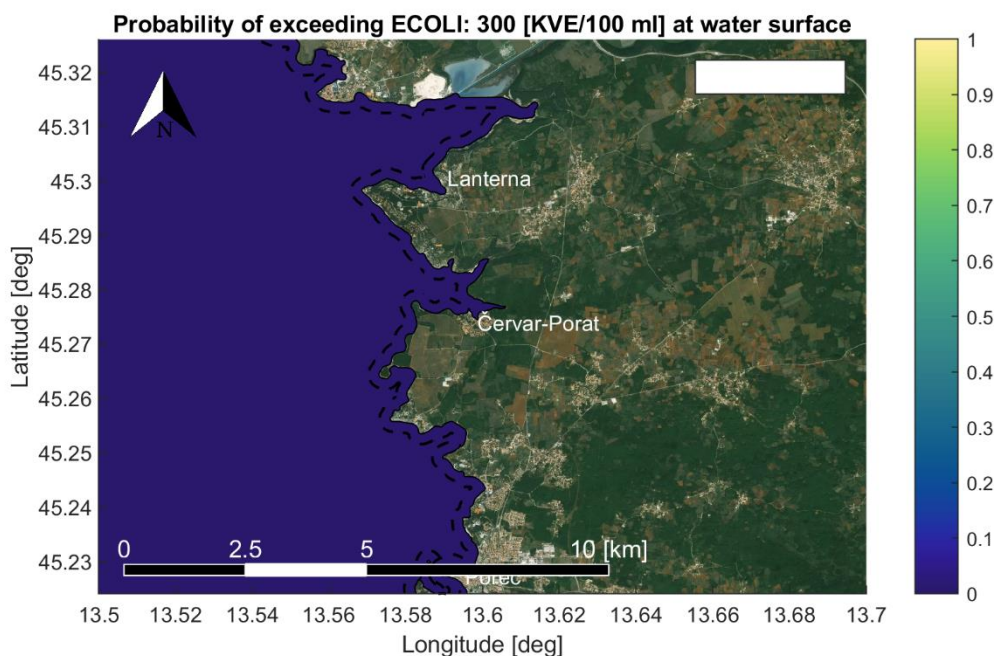 Probability of exceeding ECOLI: 300 [KVE/100 ml] at water surface
45.32
45.31
45.3
45.29
45.28
45.27
45.26
45.25
45.24
45.23
Latitude [deg]
N
Lanterna
Červar-Porat
Poreč
0 2.5 5 10 [km]
13.5 13.52 13.54 13.56 13.58 13.6 13.62 13.64 13.66 13.68 13.7
Longitude [deg]
1
0.9
0.8
0.7
0.6
0.5
0.4
0.3
0.2
0.1
0